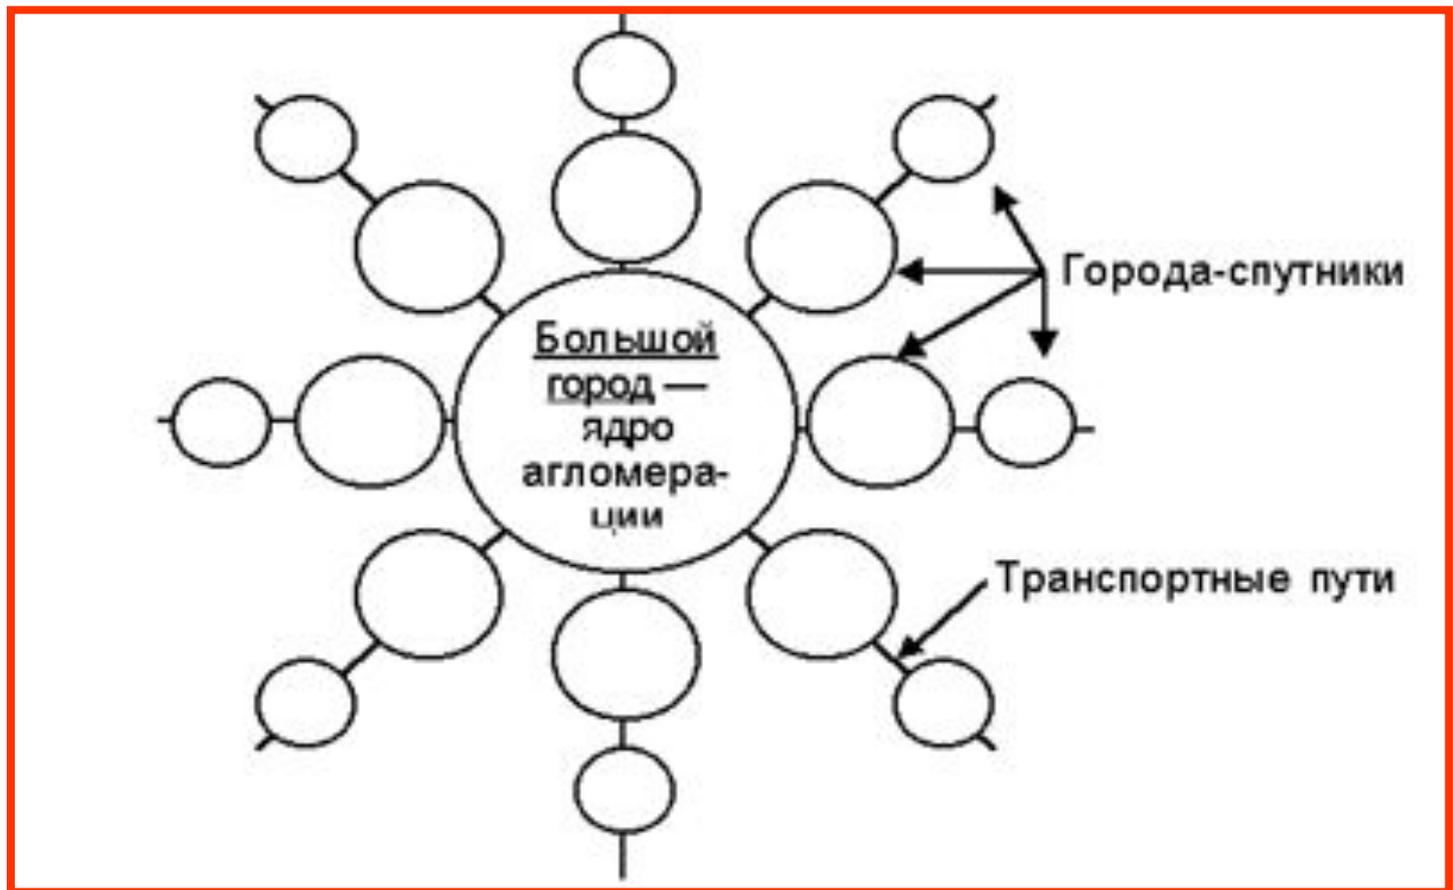 Большой
город —
ядро
агломера-
ции
Города-спутники
Транспортные пути